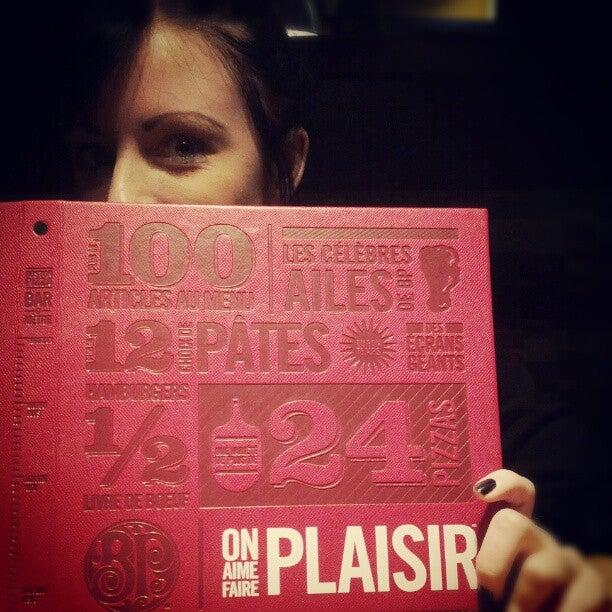 100
ARTICLES AU MENU
LES CÉLÈBRES
AILES
DE BP
12
CHOIX DE
PÂTES
DES
ÉCRANS
GÉANTS
HAMBURGERS
1/2
LIVRE DE BOEUF
24
PIZZAS
BAR
BP
ON
AIME
FAIRE
PLAISIR